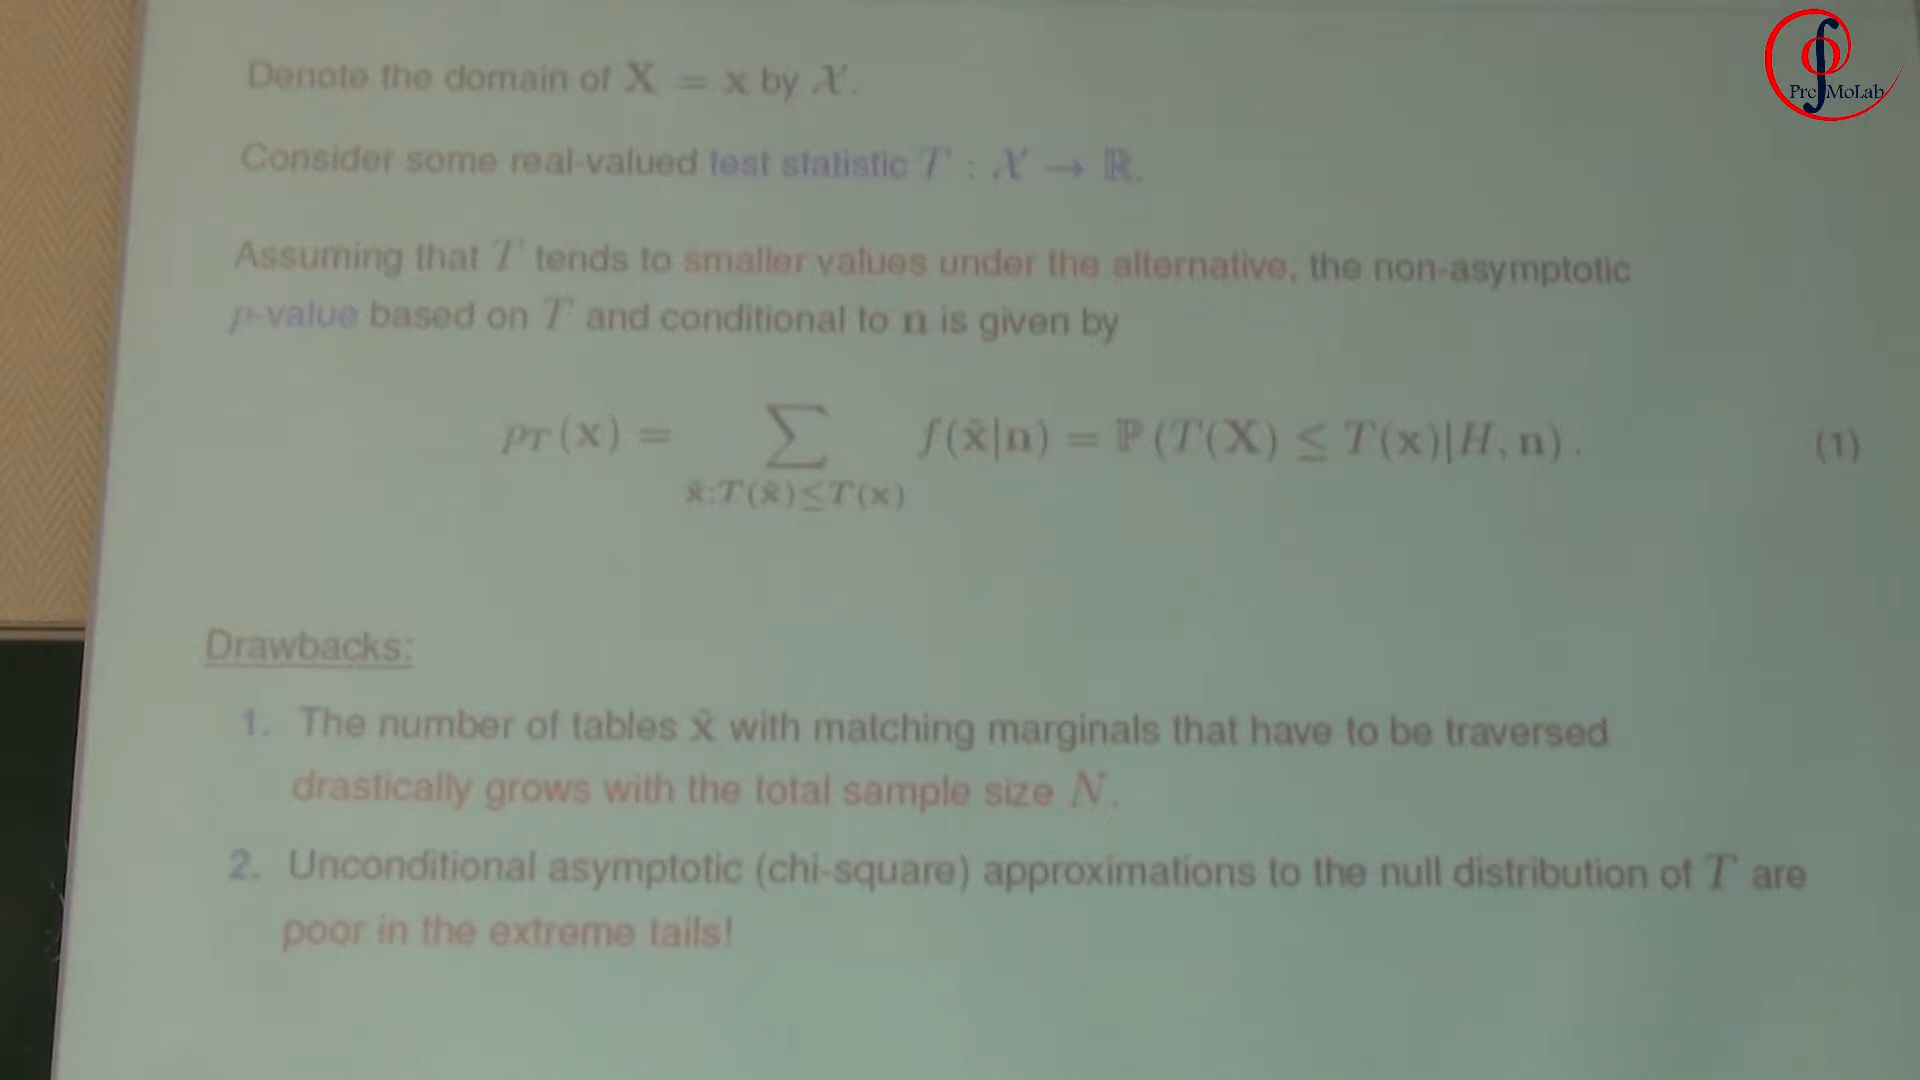 PreMoLab
Denote the domain of X = x by 𝒳.
Consider some real-valued test statistic T : 𝒳 → ℝ.
Assuming that T tends to smaller values under the alternative, the non-asymptotic
p-value based on T and conditional to n is given by
p_T(x) = ∑_{x̃:T(x̃)≤T(x)} f(x̃|n) = ℙ(T(X) ≤ T(x)|H, n). (1)
Drawbacks:
1. The number of tables x̃ with matching marginals that have to be traversed
drastically grows with the total sample size N.
2. Unconditional asymptotic (chi-square) approximations to the null distribution of T are
poor in the extreme tails!